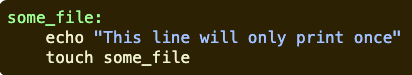 some_file:
    echo "This line will only print once"
    touch some_file